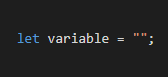 let variable = "";